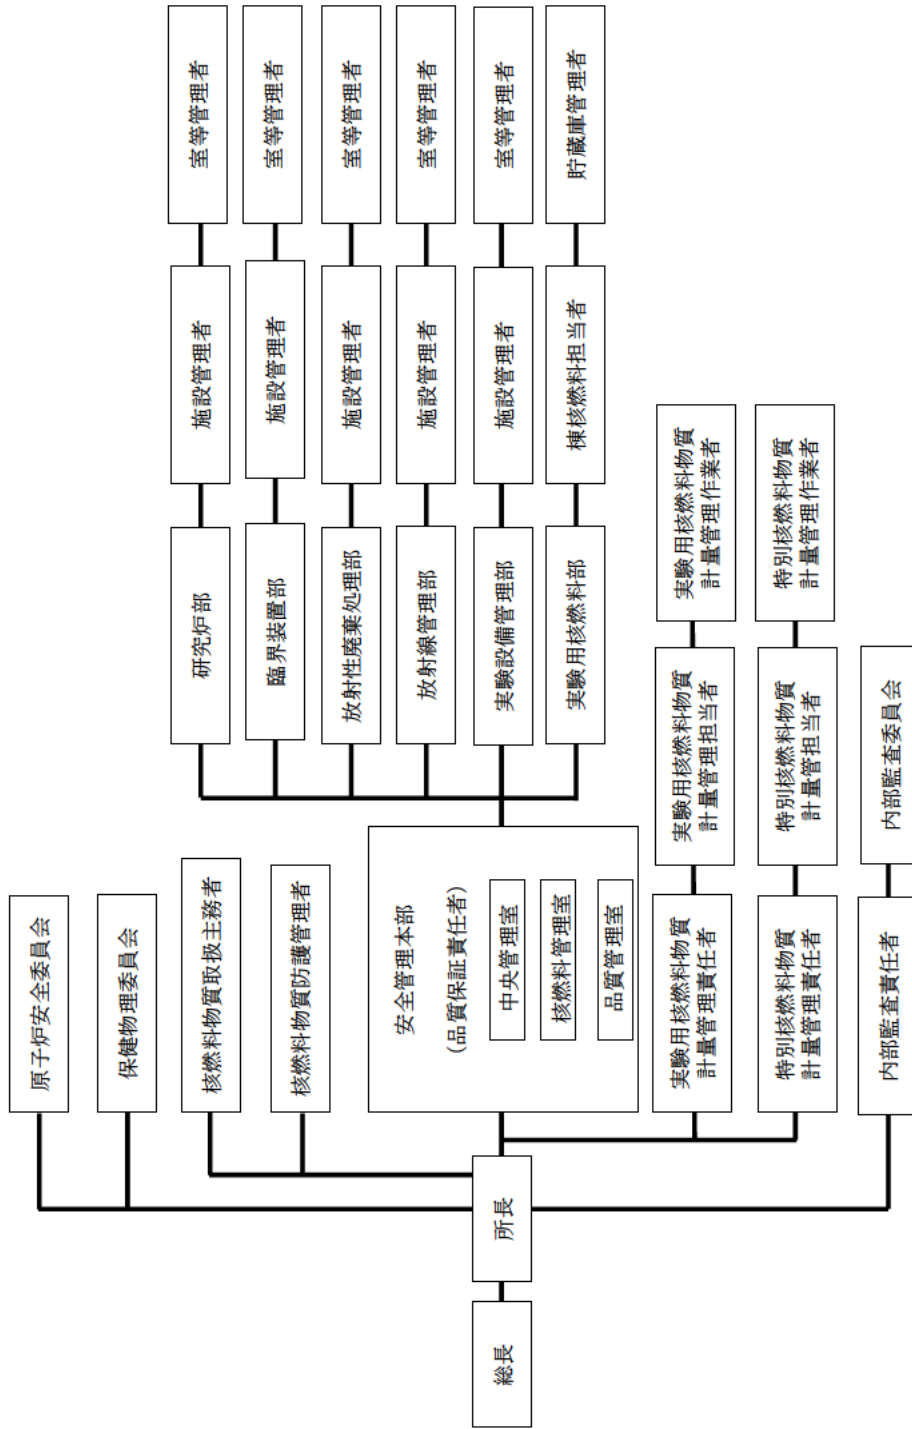 総長
所長
原子炉安全委員会
保健物理委員会
核燃料物質取扱主務者
核燃料物質防護管理者
安全管理本部
（品質保証責任者）
中央管理室
核燃料管理室
品質管理室
研究炉部
施設管理者
室等管理者
臨界装置部
施設管理者
室等管理者
放射性廃棄処理部
施設管理者
室等管理者
放射線管理部
施設管理者
室等管理者
実験設備管理部
施設管理者
室等管理者
実験用核燃料部
棟核燃料担当者
貯蔵庫管理者
実験用核燃料物質
計量管理責任者
実験用核燃料物質
計量管理担当者
実験用核燃料物質
計量管理作業者
特別核燃料物質
計量管理責任者
特別核燃料物質
計量管担当者
特別核燃料物質
計量管理作業者
内部監査責任者
内部監査委員会